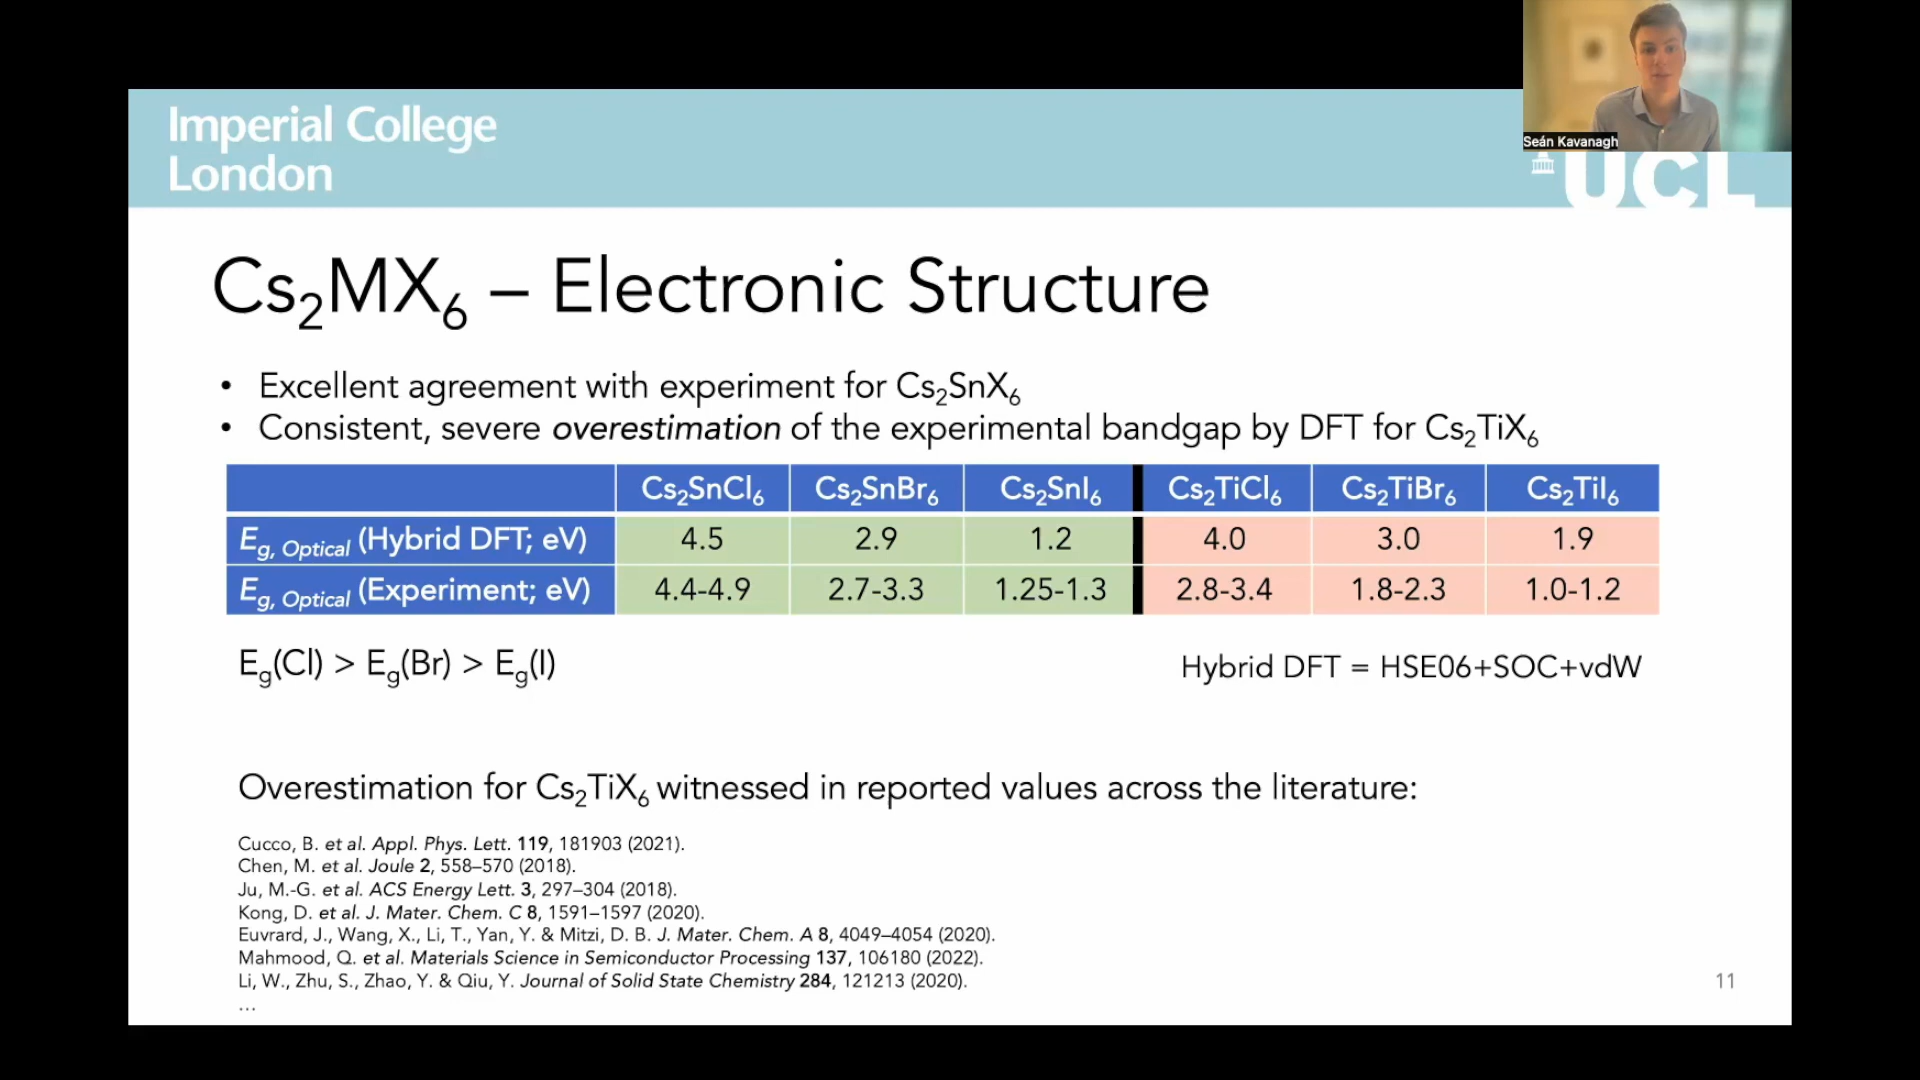 Imperial College
London
Seán Kavanagh
UCL
Cs₂MX₆ – Electronic Structure
• Excellent agreement with experiment for Cs₂SnX₆
• Consistent, severe overestimation of the experimental bandgap by DFT for Cs₂TiX₆
Cs₂SnCl₆ Cs₂SnBr₆ Cs₂SnI₆ Cs₂TiCl₆ Cs₂TiBr₆ Cs₂TiI₆
Eg, Optical (Hybrid DFT; eV) 4.5 2.9 1.2 4.0 3.0 1.9
Eg, Optical (Experiment; eV) 4.4-4.9 2.7-3.3 1.25-1.3 2.8-3.4 1.8-2.3 1.0-1.2
Eg(Cl) > Eg(Br) > Eg(I)
Hybrid DFT = HSE06+SOC+vdW
Overestimation for Cs₂TiX₆ witnessed in reported values across the literature:
Cucco, B. et al. Appl. Phys. Lett. 119, 181903 (2021).
Chen, M. et al. Joule 2, 558–570 (2018).
Ju, M.-G. et al. ACS Energy Lett. 3, 297–304 (2018).
Kong, D. et al. J. Mater. Chem. C 8, 1591–1597 (2020).
Euvrard, J., Wang, X., Li, T., Yan, Y. & Mitzi, D. B. J. Mater. Chem. A 8, 4049–4054 (2020).
Mahmood, Q. et al. Materials Science in Semiconductor Processing 137, 106180 (2022).
Li, W., Zhu, S., Zhao, Y. & Qiu, Y. Journal of Solid State Chemistry 284, 121213 (2020).
…
11